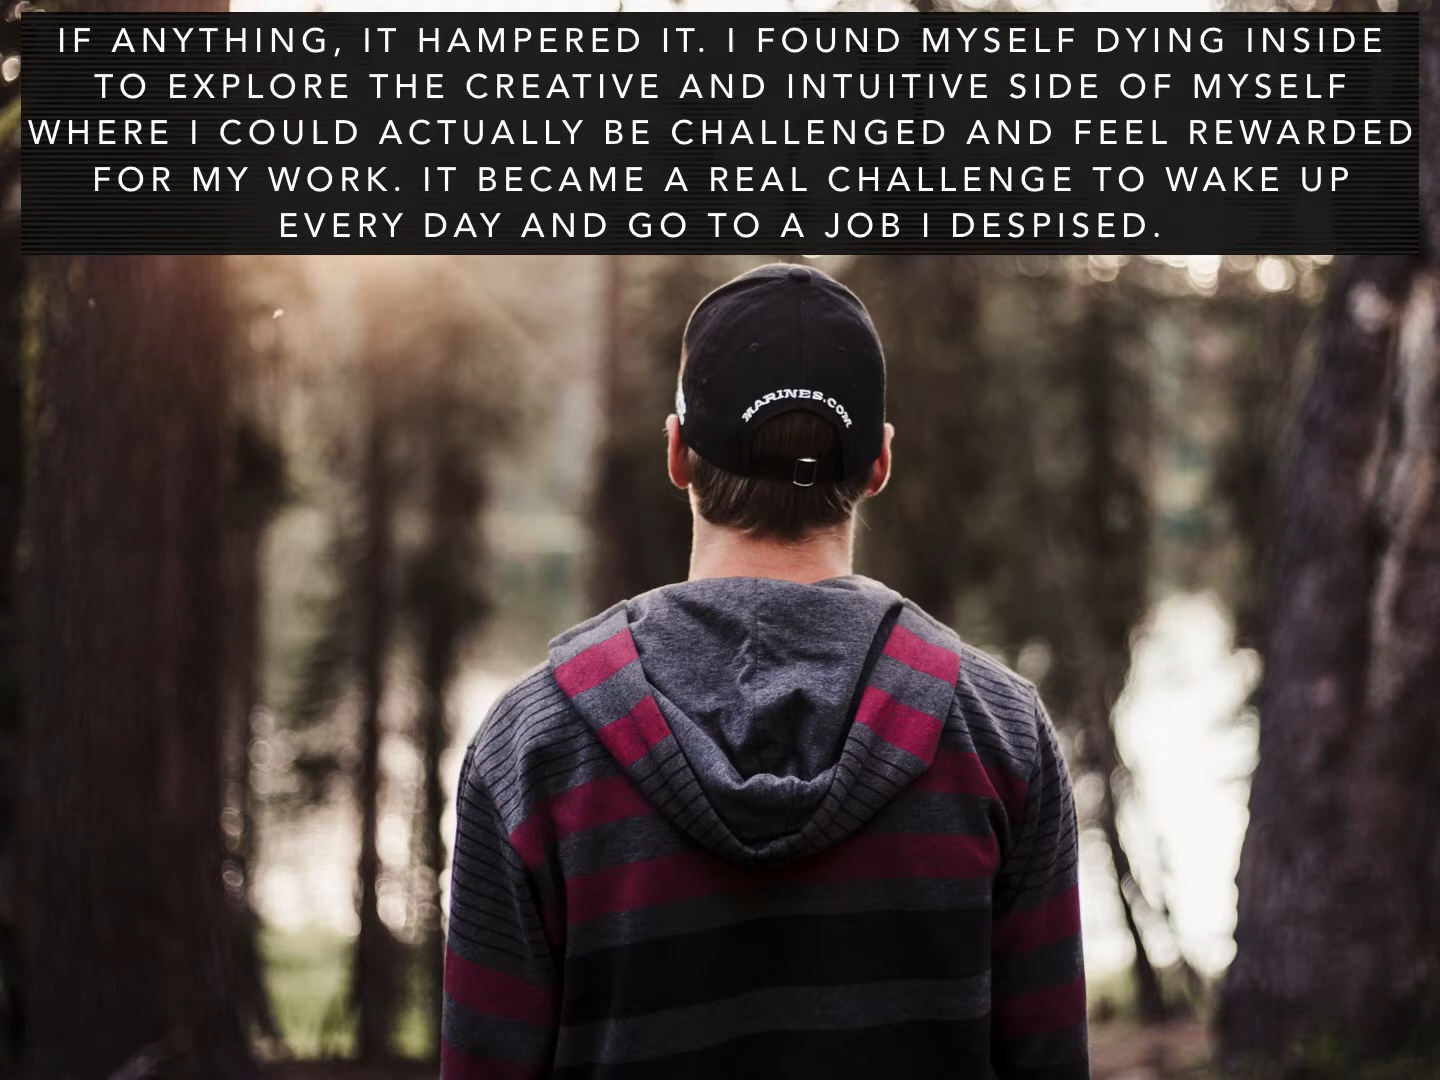 IF ANYTHING, IT HAMPERED IT. I FOUND MYSELF DYING INSIDE
TO EXPLORE THE CREATIVE AND INTUITIVE SIDE OF MYSELF
WHERE I COULD ACTUALLY BE CHALLENGED AND FEEL REWARDED
FOR MY WORK. IT BECAME A REAL CHALLENGE TO WAKE UP
EVERY DAY AND GO TO A JOB I DESPISED.
MARINES.COM